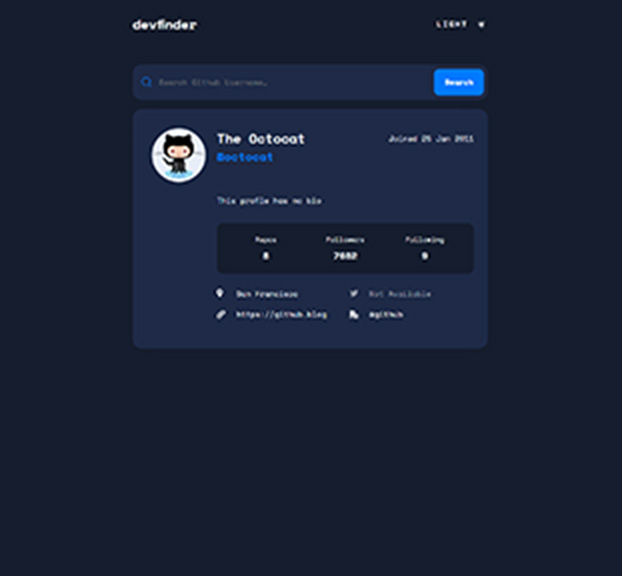 devfinder
LIGHT
Search Github Username…
Search
The Octocat
Joined 25 Jan 2011
@octocat
This profile has no bio
Repos
Followers
Following
8
7682
9
San Francisco
Not Available
https://github.blog
@github